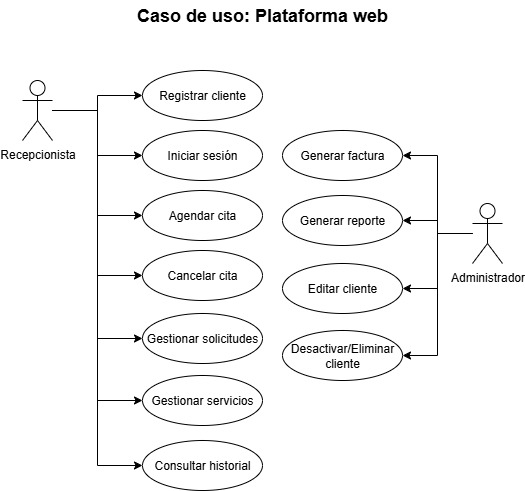 Caso de uso: Plataforma web
Recepcionista
Registrar cliente
Iniciar sesión
Agendar cita
Cancelar cita
Gestionar solicitudes
Gestionar servicios
Consultar historial
Generar factura
Generar reporte
Editar cliente
Desactivar/Eliminar
cliente
Administrador